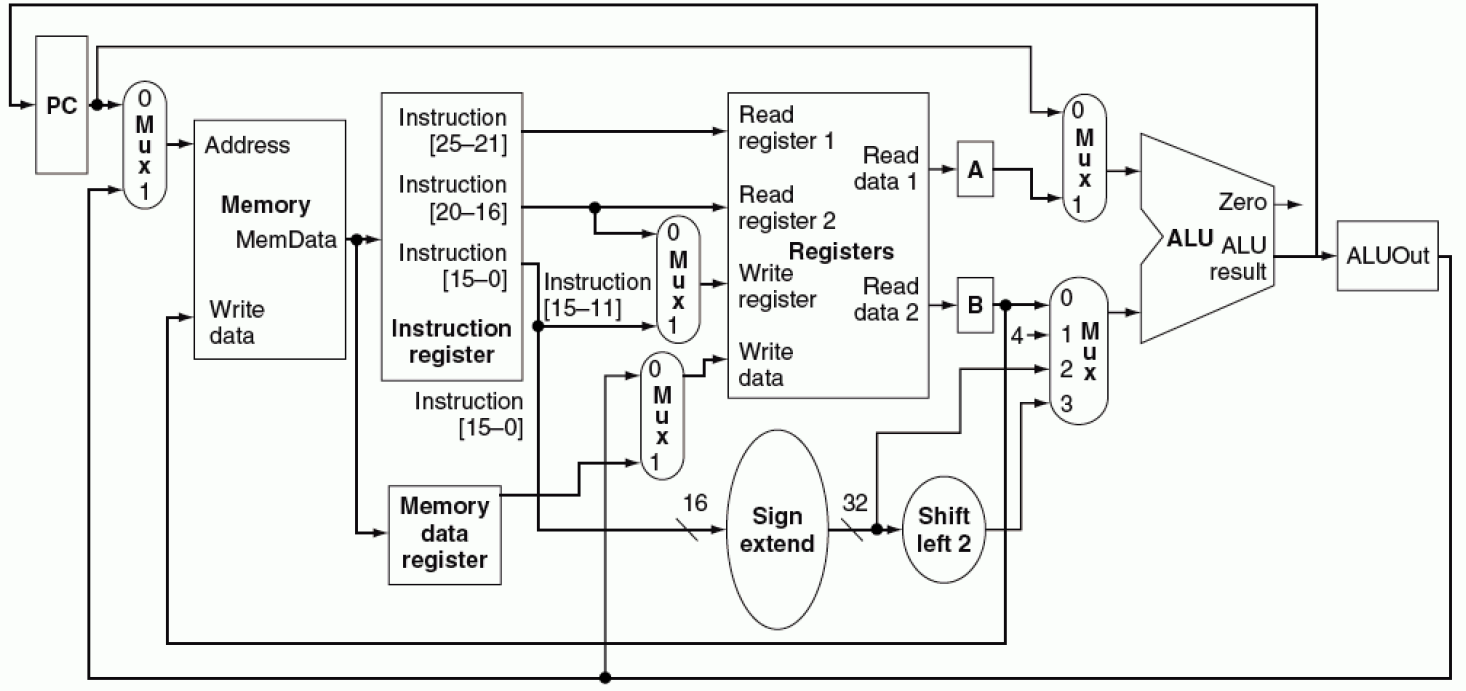 PC
0
M
u
x
1
Address
Memory
MemData
Write
data
Instruction
[25–21]
Instruction
[20–16]
Instruction
[15–0]
Instruction
register
Instruction
[15–0]
Memory
data
register
Instruction
[15–11]
0
M
u
x
1
0
M
u
x
1
Read
register 1
Read
register 2
Registers
Write
register
Write
data
Read
data 1
Read
data 2
16
Sign
extend
32
Shift
left 2
A
B
4
0
M
u
x
1
0
1 M
u
2 x
3
Zero
ALU
ALU
result
ALUOut